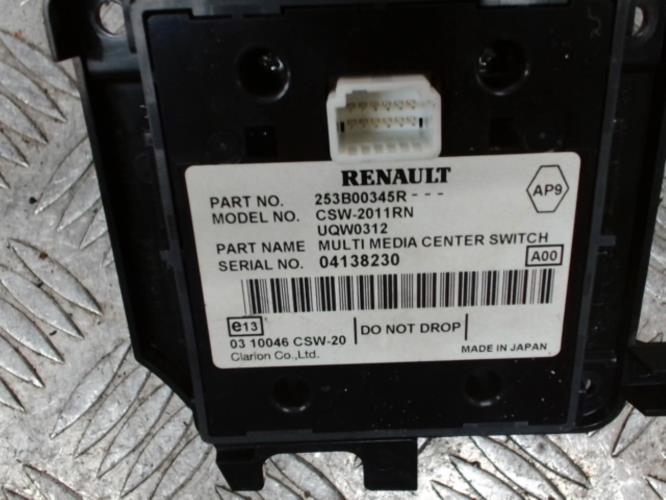 RENAULT
PART NO. 253B00345R - - -
AP9
MODEL NO. CSW-2011RN
UQW0312
PART NAME MULTI MEDIA CENTER SWITCH
SERIAL NO. 04138230
A00
e13
DO NOT DROP
03 10046 CSW-20
MADE IN JAPAN
Clarion Co.,Ltd.